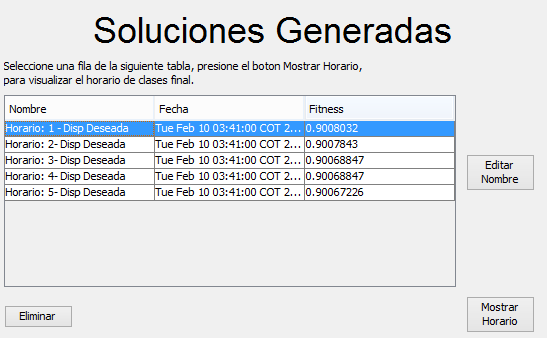 Soluciones Generadas
Seleccione una fila de la siguiente tabla, presione el boton Mostrar Horario,
para visualizar el horario de clases final.
Nombre Fecha Fitness
Horario: 1 - Disp Deseada Tue Feb 10 03:41:00 COT 2... 0.9008032
Horario: 2- Disp Deseada Tue Feb 10 03:41:00 COT 2... 0.9007843
Horario: 3- Disp Deseada Tue Feb 10 03:41:00 COT 2... 0.90068847
Horario: 4- Disp Deseada Tue Feb 10 03:41:00 COT 2... 0.90068847
Horario: 5- Disp Deseada Tue Feb 10 03:41:00 COT 2... 0.90067226
Editar
Nombre
Eliminar
Mostrar
Horario